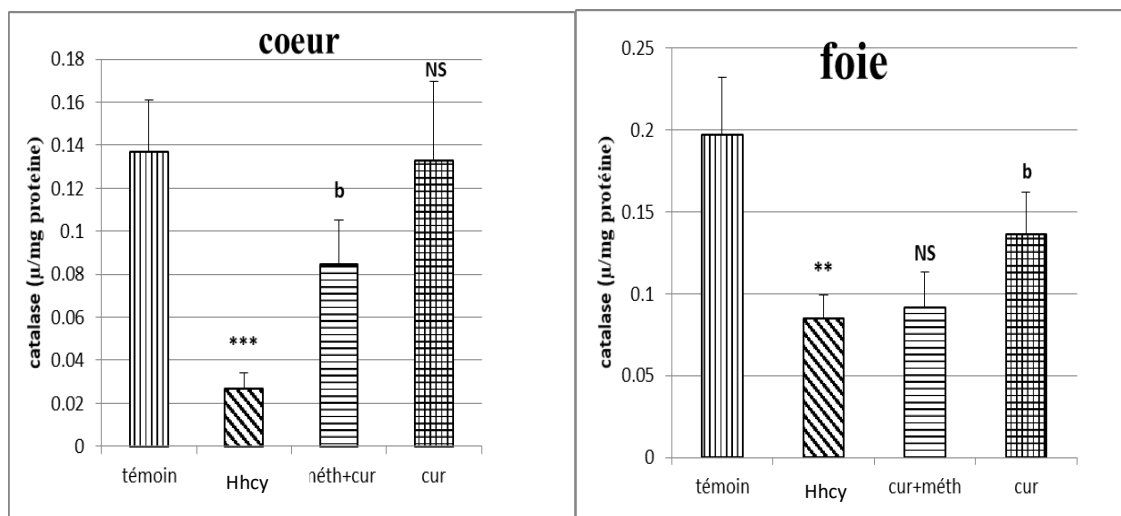 coeur
catalase (µ/mg proteine)
0.18
0.16
0.14
0.12
0.1
0.08
0.06
0.04
0.02
0
***
b
NS
témoin Hhcy méth+cur cur
foie
catalase (µ/mg protéine)
0.25
0.2
0.15
0.1
0.05
0
**
NS
b
témoin Hhcy cur+méth cur